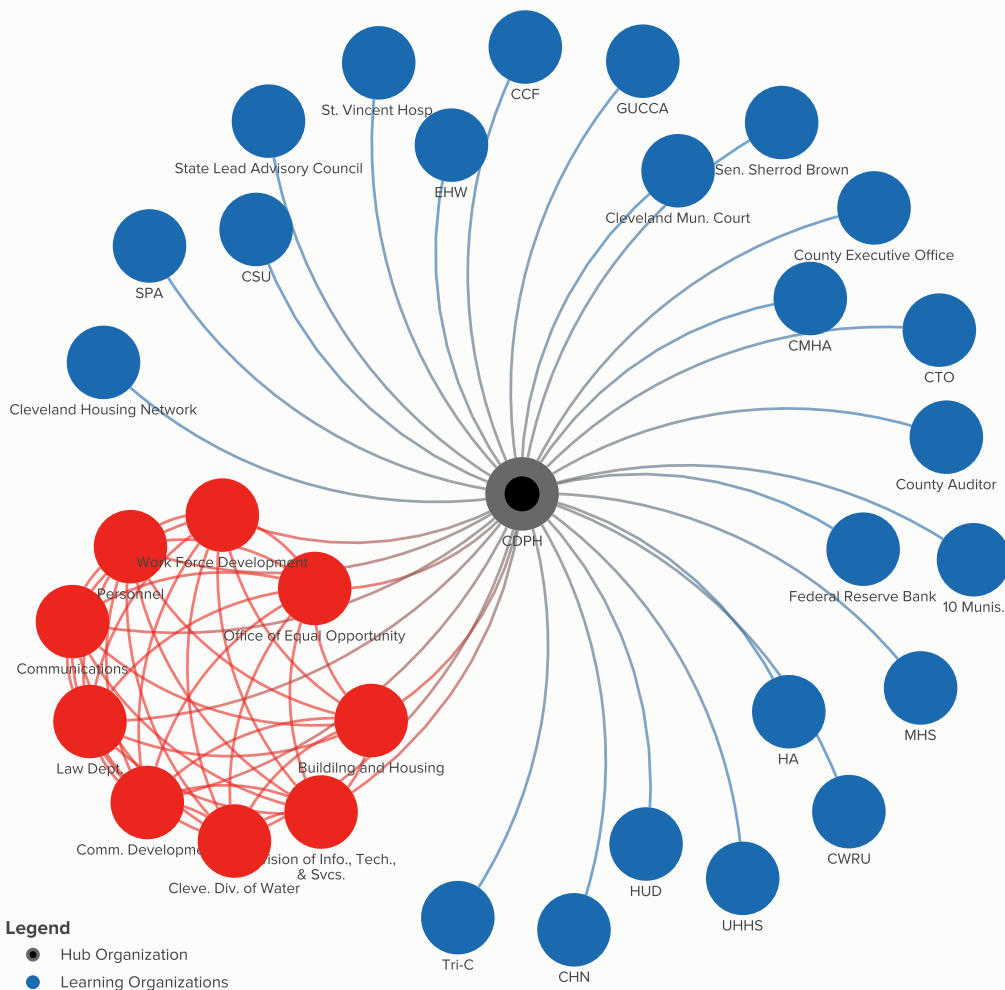 CCF
St. Vincent Hosp.
GUCCA
State Lead Advisory Council
Sen. Sherrod Brown
EHW
Cleveland Mun. Court
County Executive Office
CSU
SPA
CMHA
CTO
Cleveland Housing Network
County Auditor
CDPH
Work Force Development
Personnel
Federal Reserve Bank
10 Munis.
Office of Equal Opportunity
Communications
MHS
HA
Law Dept.
Buildilng and Housing
Comm. Developme
ision of Info., Tech.,
& Svcs.
CWRU
Cleve. Div. of Water
HUD
UHHS
Tri-C
CHN
Legend
Hub Organization
Learning Organizations